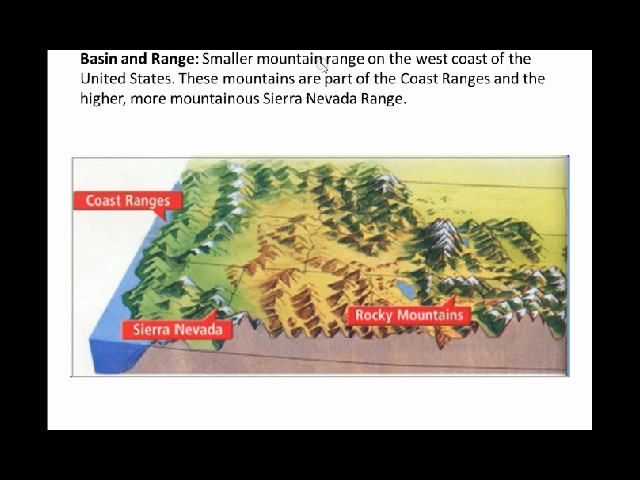 Basin and Range: Smaller mountain range on the west coast of the
United States. These mountains are part of the Coast Ranges and the
higher, more mountainous Sierra Nevada Range.
Coast Ranges
Sierra Nevada
Rocky Mountains